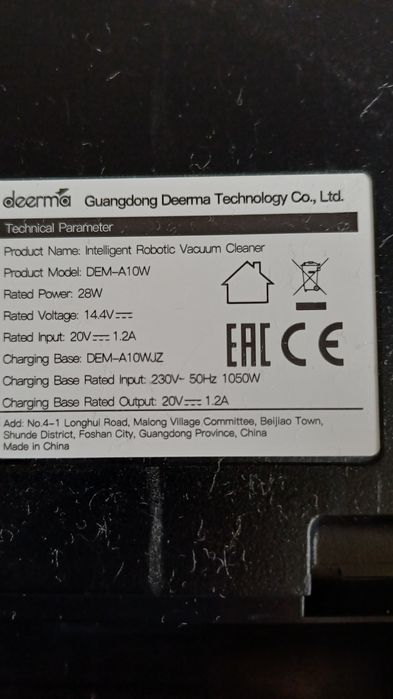 deerma Guangdong Deerma Technology Co., Ltd.
Technical Parameter
Product Name: Intelligent Robotic Vacuum Cleaner
Product Model: DEM-A10W
Rated Power: 28W
Rated Voltage: 14.4V⎓
Rated Input: 20V⎓1.2A
Charging Base: DEM-A10WJZ
Charging Base Rated Input: 230V~ 50Hz 1050W
Charging Base Rated Output: 20V⎓1.2A
EAC CE
Add: No.4-1 Longhui Road, Malong Village Committee, Beijiao Town,
Shunde District, Foshan City, Guangdong Province, China
Made in China